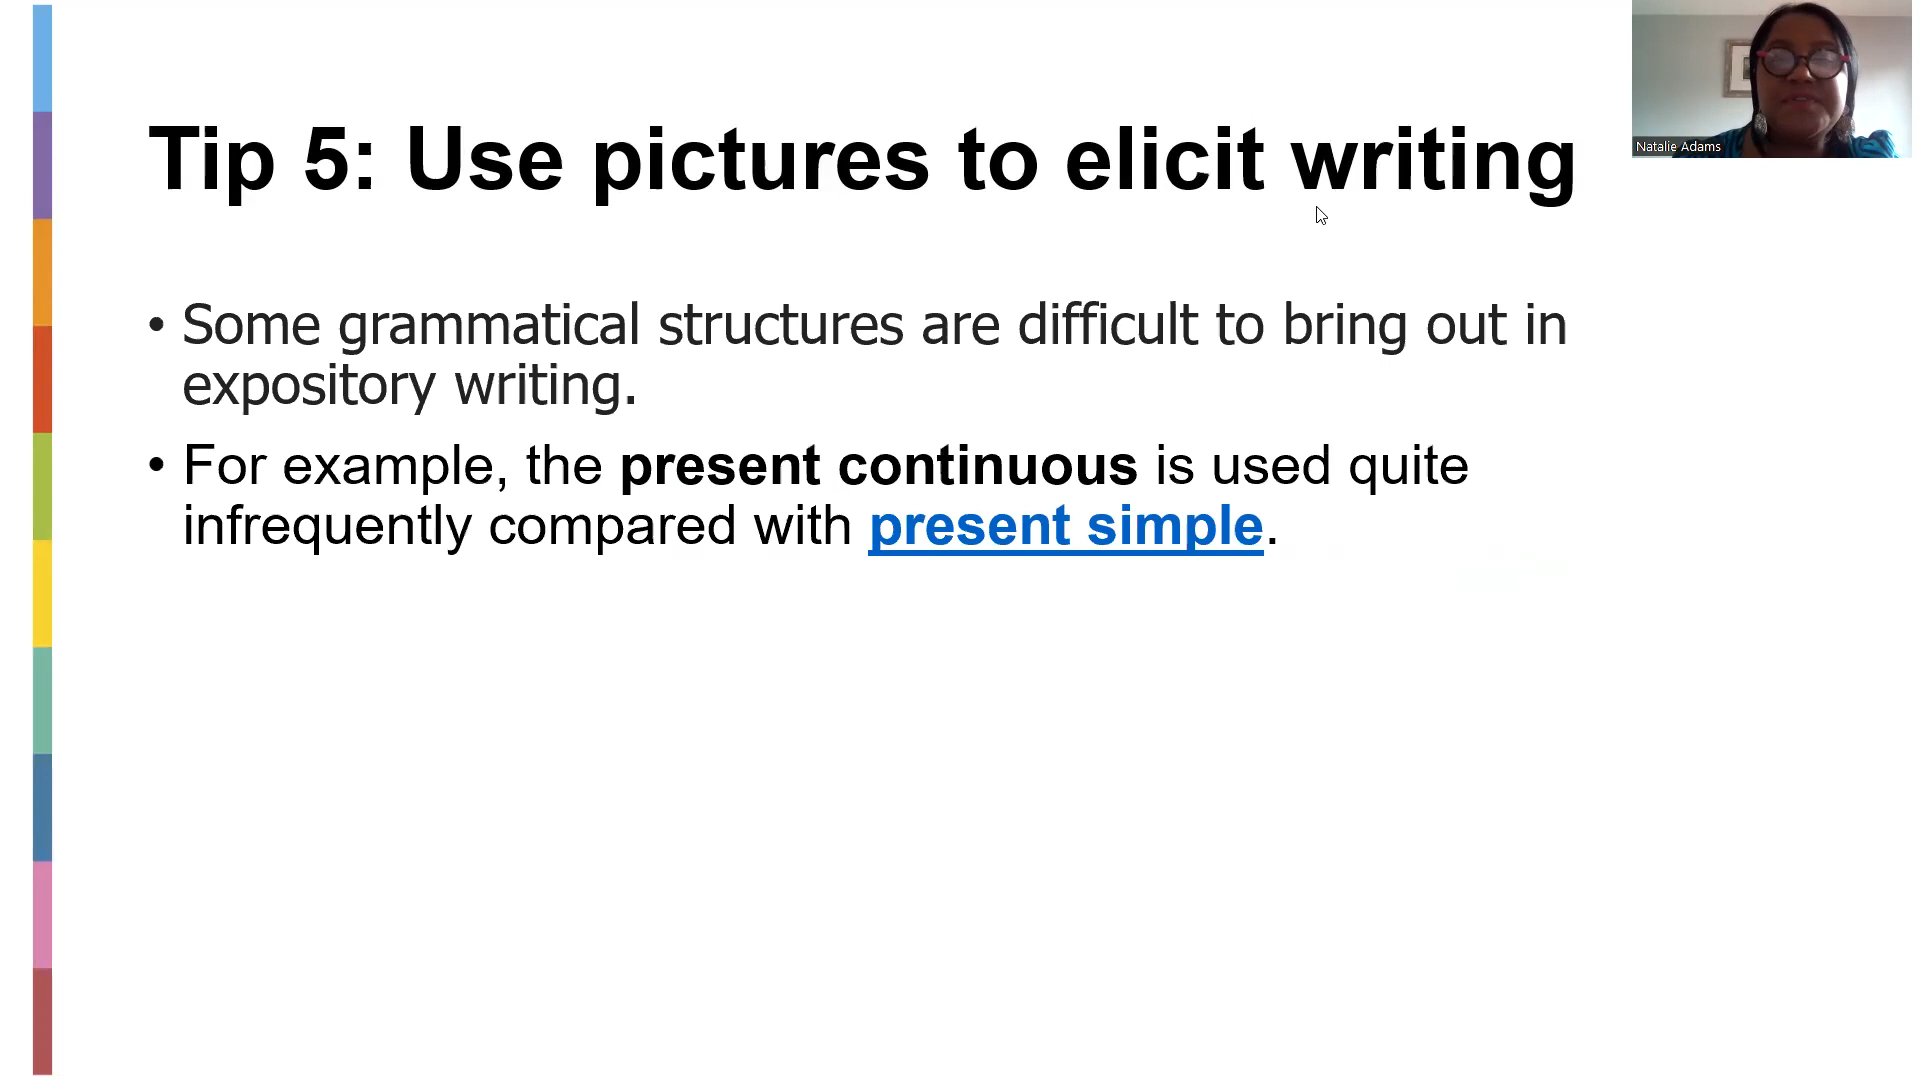 Tip 5: Use pictures to elicit writing
Natalie Adams
• Some grammatical structures are difficult to bring out in
expository writing.
• For example, the present continuous is used quite
infrequently compared with present simple.